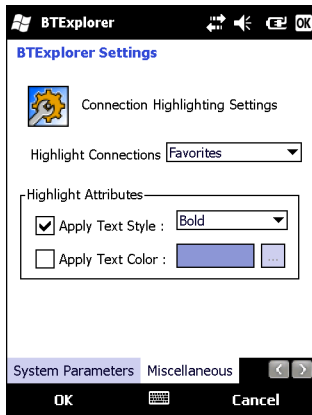 BTExplorer OK
BTExplorer Settings
Connection Highlighting Settings
Highlight Connections Favorites
Highlight Attributes
Apply Text Style : Bold
Apply Text Color : ...
System Parameters Miscellaneous
OK Cancel